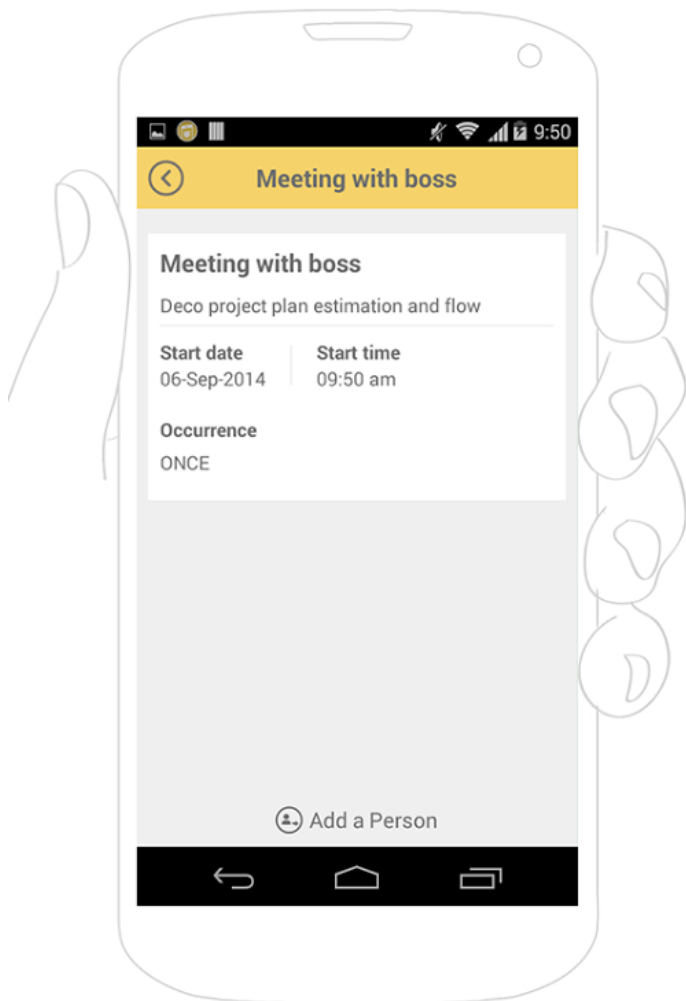 9:50
Meeting with boss
Meeting with boss
Deco project plan estimation and flow
Start date Start time
06-Sep-2014 09:50 am
Occurrence
ONCE
Add a Person